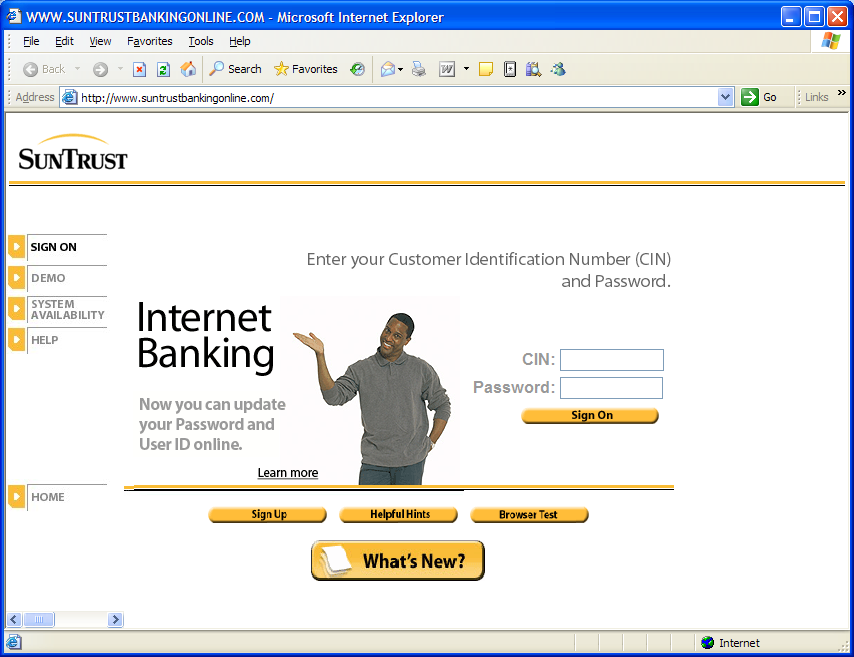 WWW.SUNTRUSTBANKINGONLINE.COM - Microsoft Internet Explorer
File Edit View Favorites Tools Help
Back Search Favorites
Address http://www.suntrustbankingonline.com/ Go Links »
SUNTRUST
SIGN ON
DEMO
SYSTEM
AVAILABILITY
HELP
HOME
Enter your Customer Identification Number (CIN)
and Password.
Internet
Banking
Now you can update
your Password and
User ID online.
Learn more
CIN:
Password:
Sign On
Sign Up Helpful Hints Browser Test
What's New?
Internet